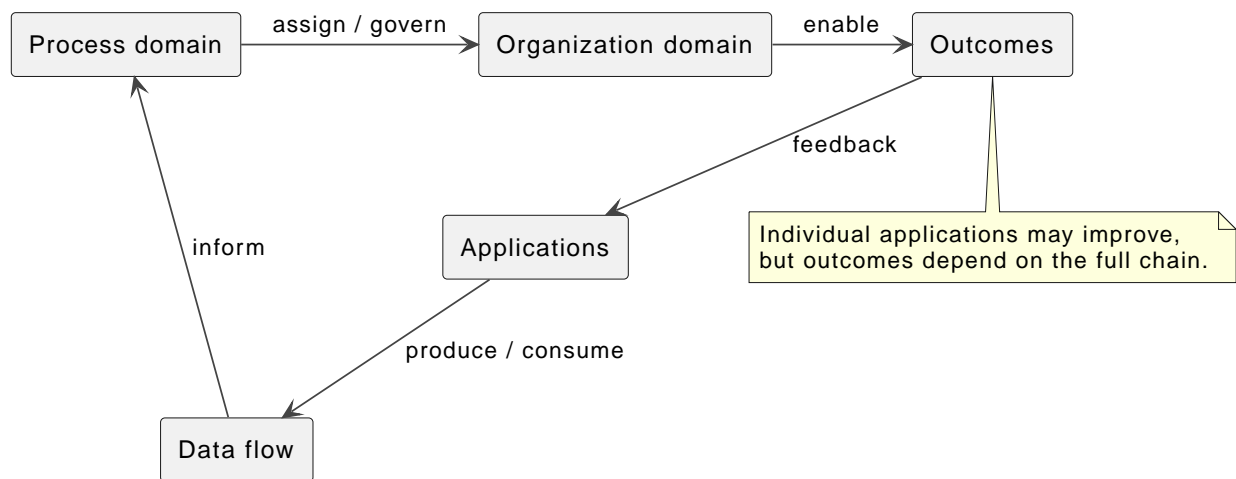 Process domain
assign / govern
Organization domain
enable
Outcomes
feedback
Applications
inform
Individual applications may improve,
but outcomes depend on the full chain.
produce / consume
Data flow